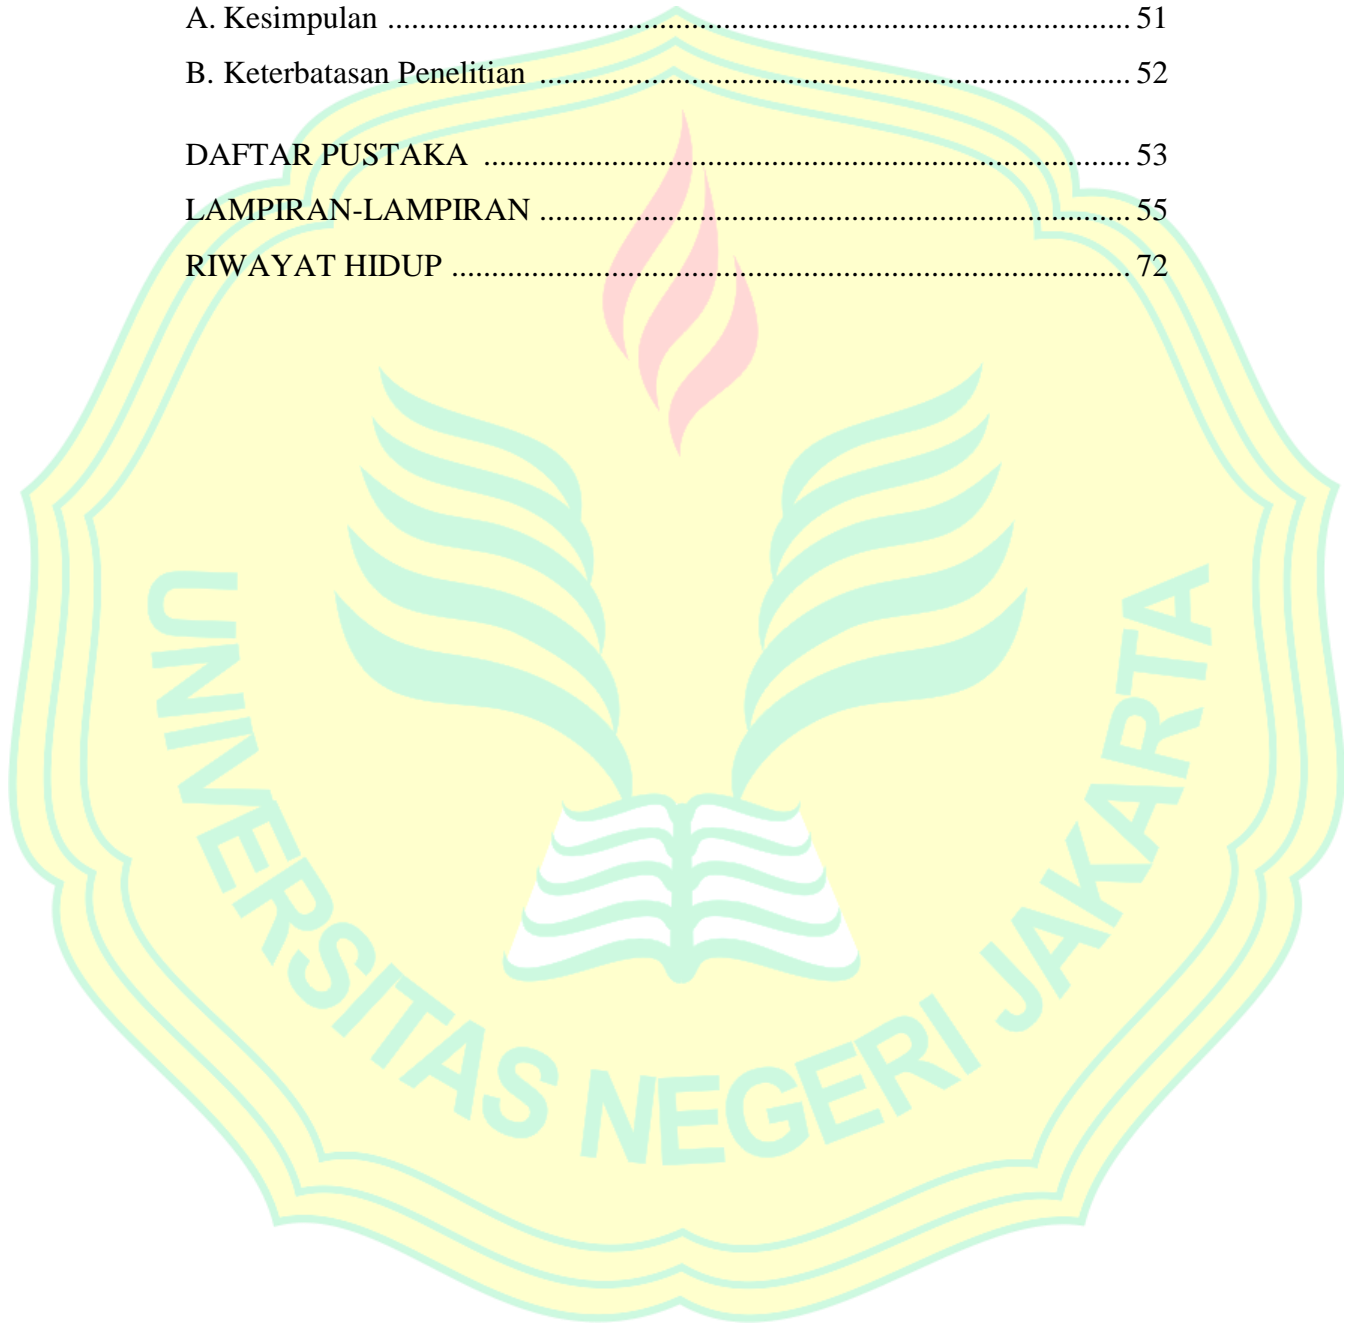 A. Kesimpulan ............................................................................................. 51
B. Keterbatasan Penelitian .......................................................................... 52
DAFTAR PUSTAKA ................................................................................. 53
LAMPIRAN-LAMPIRAN .......................................................................... 55
RIWAYAT HIDUP ..................................................................................... 72
UNIVERSITAS NEGERI JAKARTA